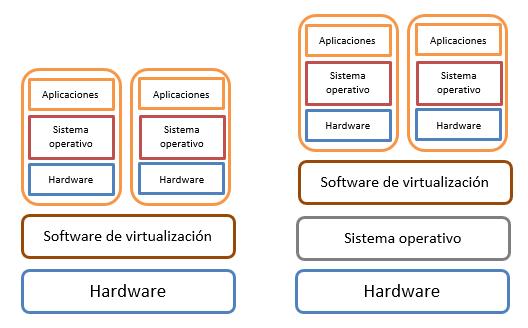 Aplicaciones
Sistema
operativo
Hardware
Aplicaciones
Sistema
operativo
Hardware
Software de virtualización
Hardware
Aplicaciones
Sistema
operativo
Hardware
Aplicaciones
Sistema
operativo
Hardware
Software de virtualización
Sistema operativo
Hardware